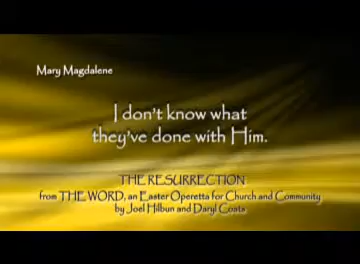 Mary Magdalene
I don't know what
they've done with Him.
THE RESURRECTION
from THE WORD, an Easter Operetta for Church and Community
by Joel Hilbun and Daryl Coats